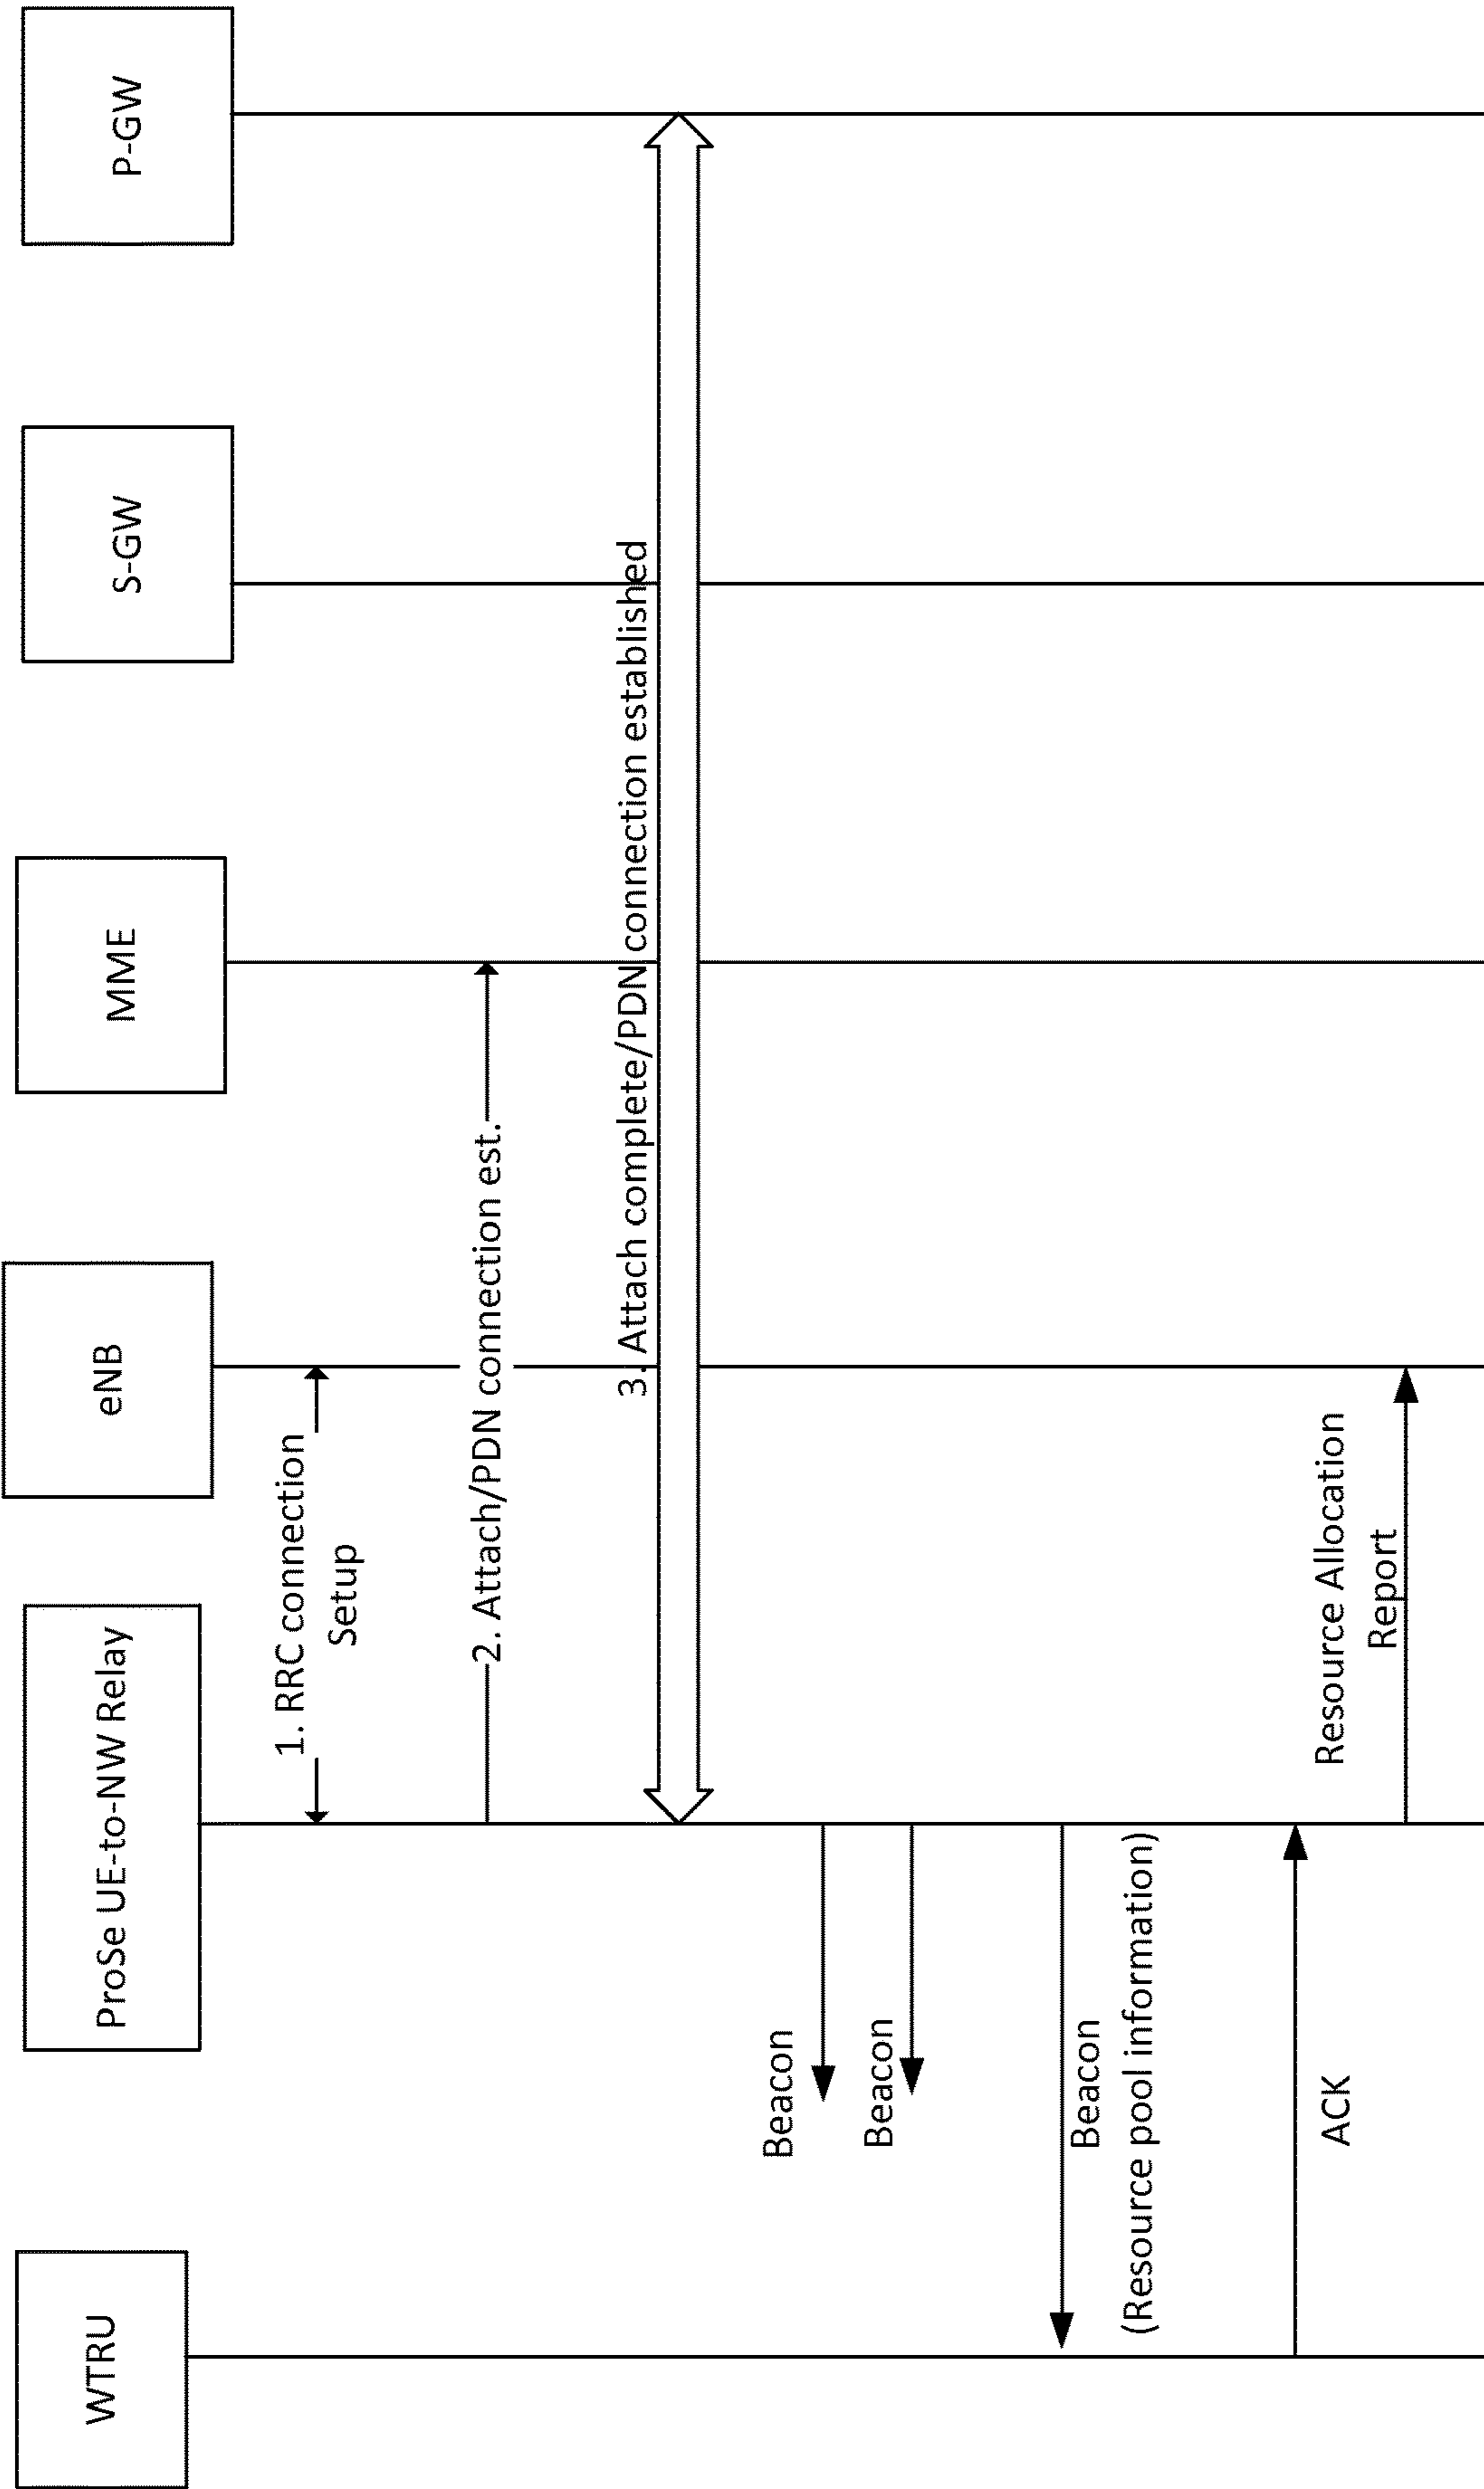 WTRU
ProSe UE-to-NW Relay
eNB
MME
S-GW
P-GW
1. RRC connection
Setup
2. Attach/PDN connection est.
3. Attach complete/PDN connection established
Beacon
Beacon
Beacon
(Resource pool information)
ACK
Resource Allocation
Report